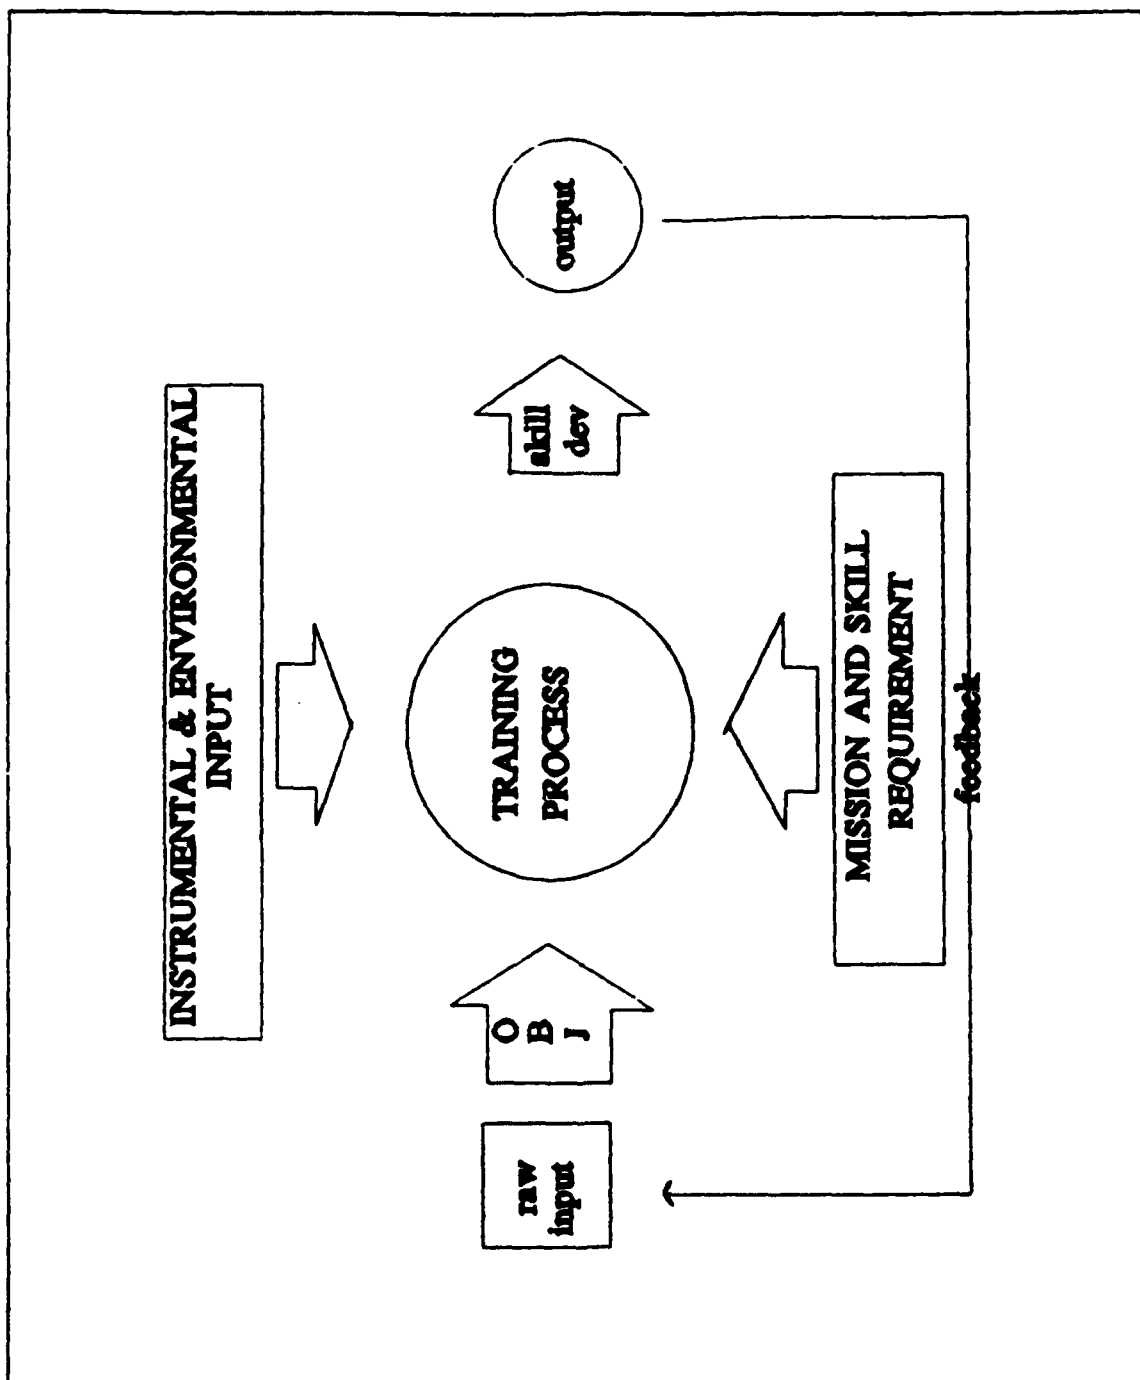 INSTRUMENTAL & ENVIRONMENTAL
INPUT
raw
input
O
B
J
TRAINING
PROCESS
skill
dev
output
MISSION AND SKILL
REQUIREMENT
feedback